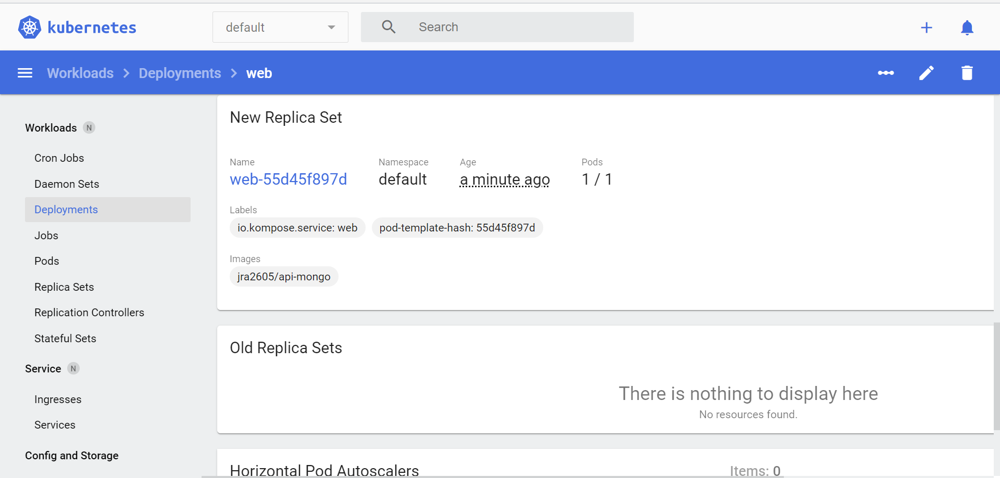 kubernetes
default
Search
Workloads > Deployments > web
Workloads N
Cron Jobs
Daemon Sets
Deployments
Jobs
Pods
Replica Sets
Replication Controllers
Stateful Sets
Service N
Ingresses
Services
Config and Storage
New Replica Set
Name Namespace Age Pods
web-55d45f897d default a minute ago 1 / 1
Labels
io.kompose.service: web pod-template-hash: 55d45f897d
Images
jra2605/api-mongo
Old Replica Sets
There is nothing to display here
No resources found.
Horizontal Pod Autoscalers Items: 0